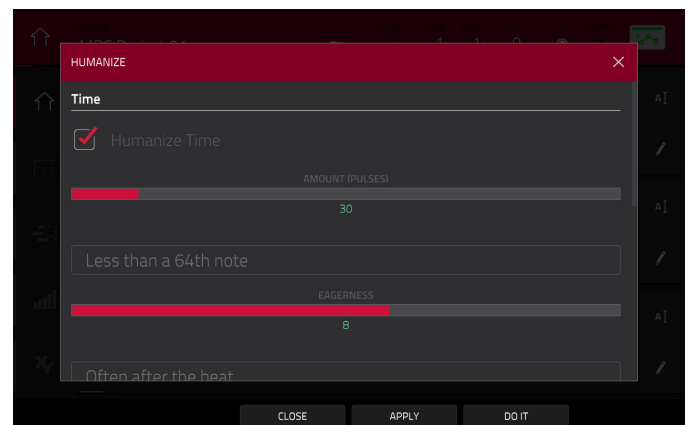 HUMANIZE
Time
Humanize Time
AMOUNT (PULSES)
30
Less than a 64th note
EAGERNESS
8
Often after the beat
CLOSE APPLY DO IT